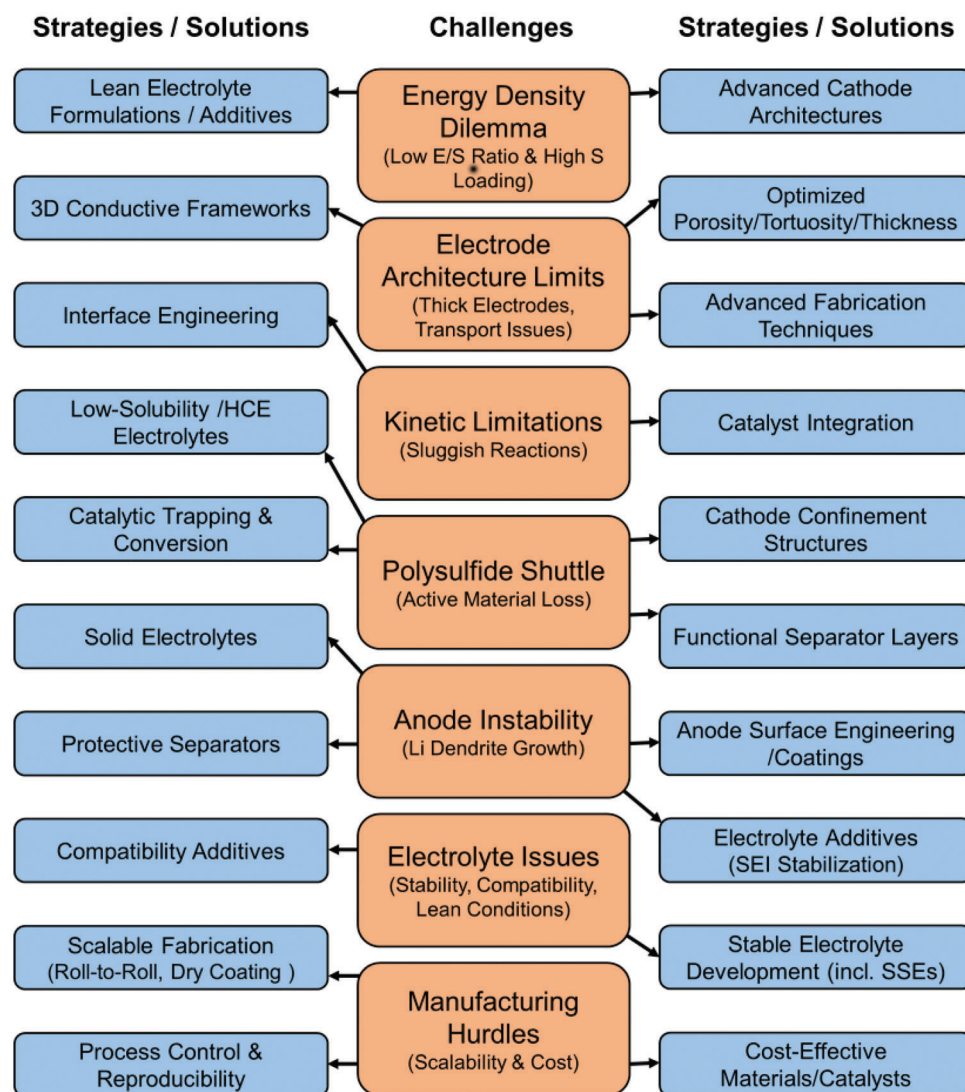 Strategies / Solutions
Challenges
Strategies / Solutions
Lean Electrolyte
Formulations / Additives
Energy Density
Dilemma
(Low E/S Ratio & High S
Loading)
Advanced Cathode
Architectures
3D Conductive Frameworks
Electrode
Architecture Limits
(Thick Electrodes,
Transport Issues)
Optimized
Porosity/Tortuosity/Thickness
Interface Engineering
Advanced Fabrication
Techniques
Low-Solubility /HCE
Electrolytes
Kinetic Limitations
(Sluggish Reactions)
Catalyst Integration
Catalytic Trapping &
Conversion
Polysulfide Shuttle
(Active Material Loss)
Cathode Confinement
Structures
Solid Electrolytes
Functional Separator Layers
Protective Separators
Anode Instability
(Li Dendrite Growth)
Anode Surface Engineering
/Coatings
Compatibility Additives
Electrolyte Issues
(Stability, Compatibility,
Lean Conditions)
Electrolyte Additives
(SEI Stabilization)
Scalable Fabrication
(Roll-to-Roll, Dry Coating )
Stable Electrolyte
Development (incl. SSEs)
Manufacturing
Hurdles
(Scalability & Cost)
Process Control &
Reproducibility
Cost-Effective
Materials/Catalysts